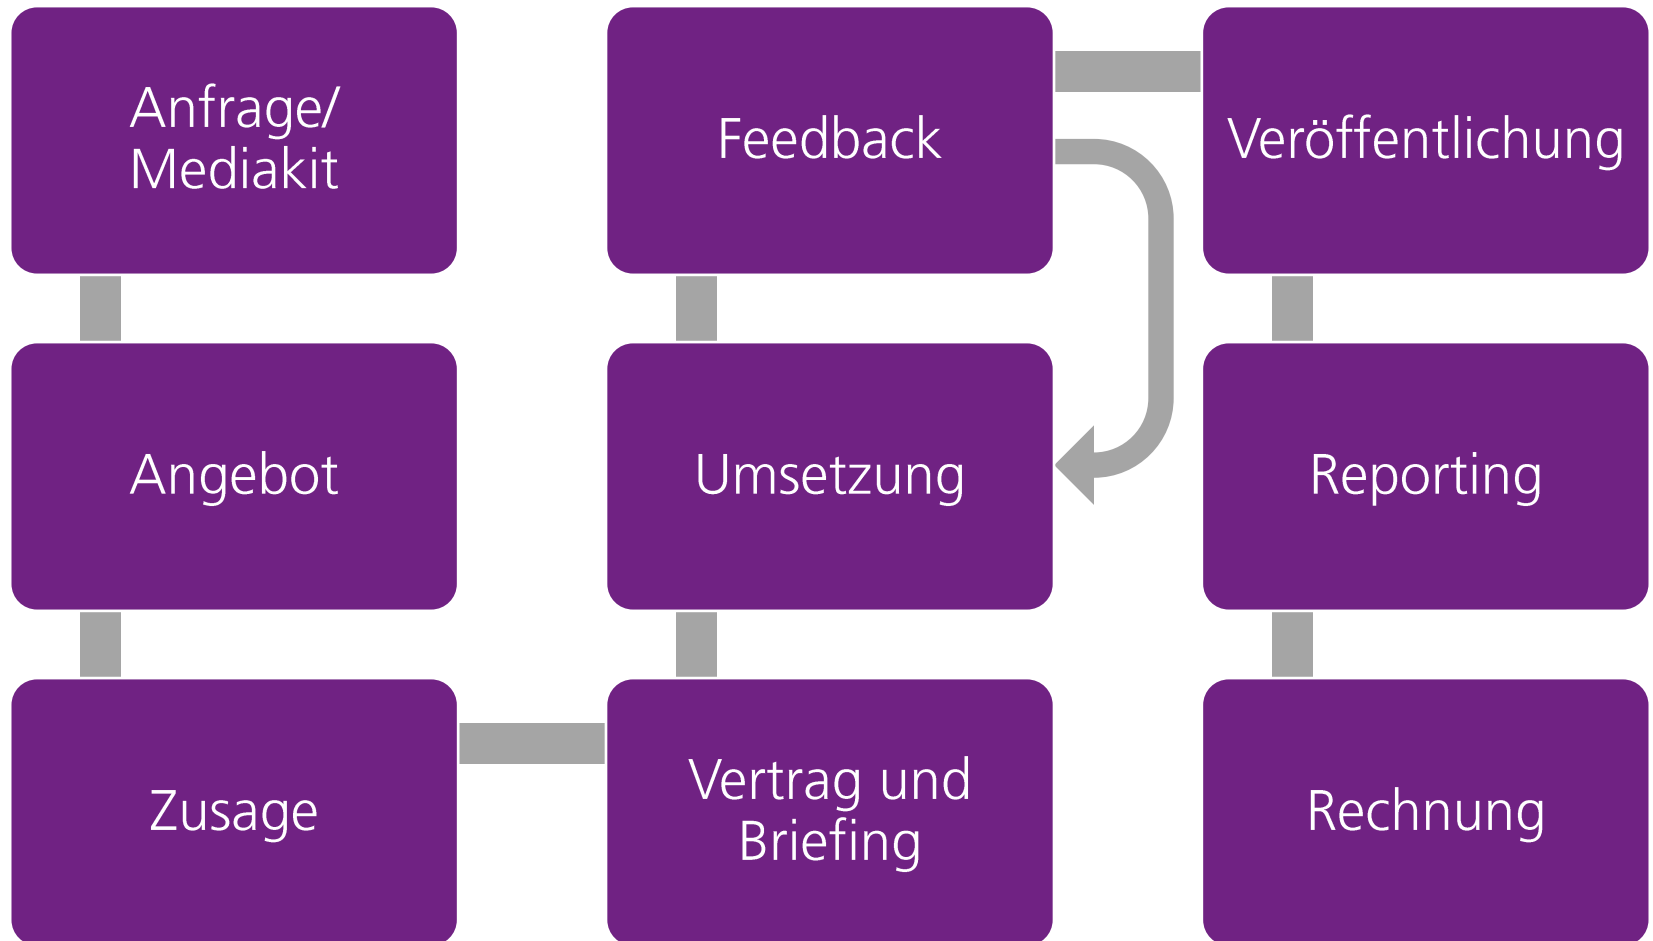 Anfrage/
Mediakit
Angebot
Zusage
Vertrag und
Briefing
Umsetzung
Feedback
Veröffentlichung
Reporting
Rechnung